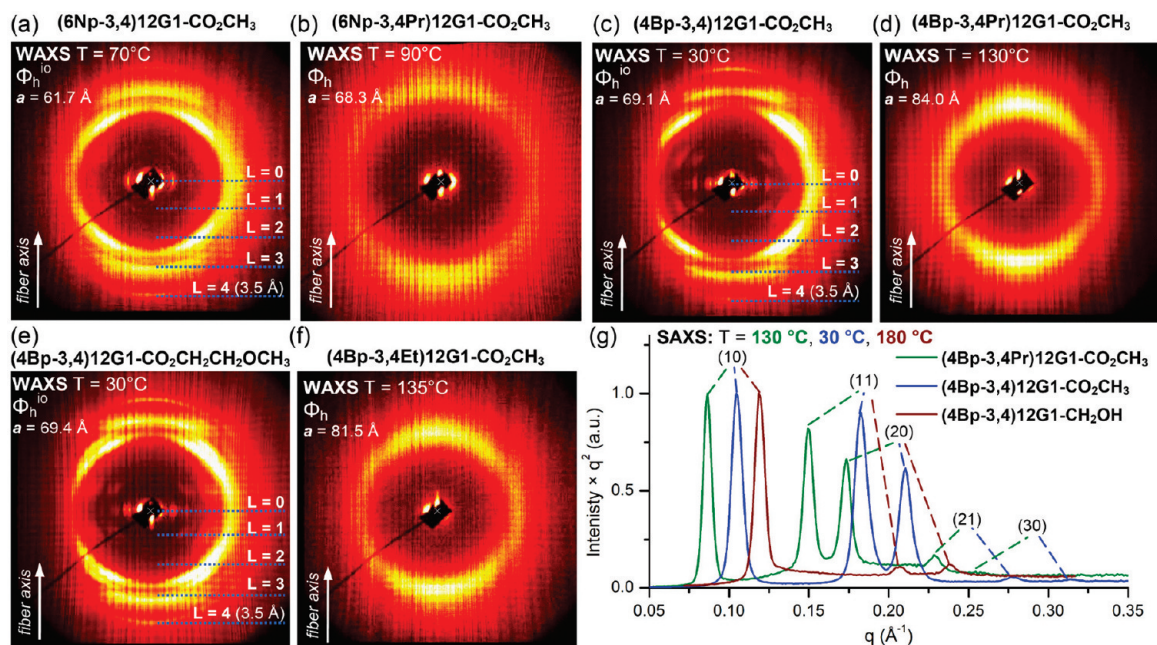 (a) (6Np-3,4)12G1-CO₂CH₃
WAXS T = 70°C
Φₕⁱᵒ
a = 61.7 Å
L = 0
L = 1
L = 2
L = 3
L = 4 (3.5 Å)
fiber axis
(b) (6Np-3,4Pr)12G1-CO₂CH₃
WAXS T = 90°C
Φₕ
a = 68.3 Å
fiber axis
(c) (4Bp-3,4)12G1-CO₂CH₃
WAXS T = 30°C
Φₕⁱᵒ
a = 69.1 Å
L = 0
L = 1
L = 2
L = 3
L = 4 (3.5 Å)
fiber axis
(d) (4Bp-3,4Pr)12G1-CO₂CH₃
WAXS T = 130°C
Φₕ
a = 84.0 Å
fiber axis
(e) (4Bp-3,4)12G1-CO₂CH₂CH₂OCH₃
WAXS T = 30°C
Φₕⁱᵒ
a = 69.4 Å
L = 0
L = 1
L = 2
L = 3
L = 4 (3.5 Å)
fiber axis
(f) (4Bp-3,4Et)12G1-CO₂CH₃
WAXS T = 135°C
Φₕ
a = 81.5 Å
fiber axis
(g) SAXS: T = 130 °C, 30 °C, 180 °C
(10)
(11)
(20)
(21)
(30)
(4Bp-3,4Pr)12G1-CO₂CH₃
(4Bp-3,4)12G1-CO₂CH₃
(4Bp-3,4)12G1-CH₂OH
Intenisty × q² (a.u.)
1.0
0.5
0.0
0.05 0.10 0.15 0.20 0.25 0.30 0.35
q (Å⁻¹)